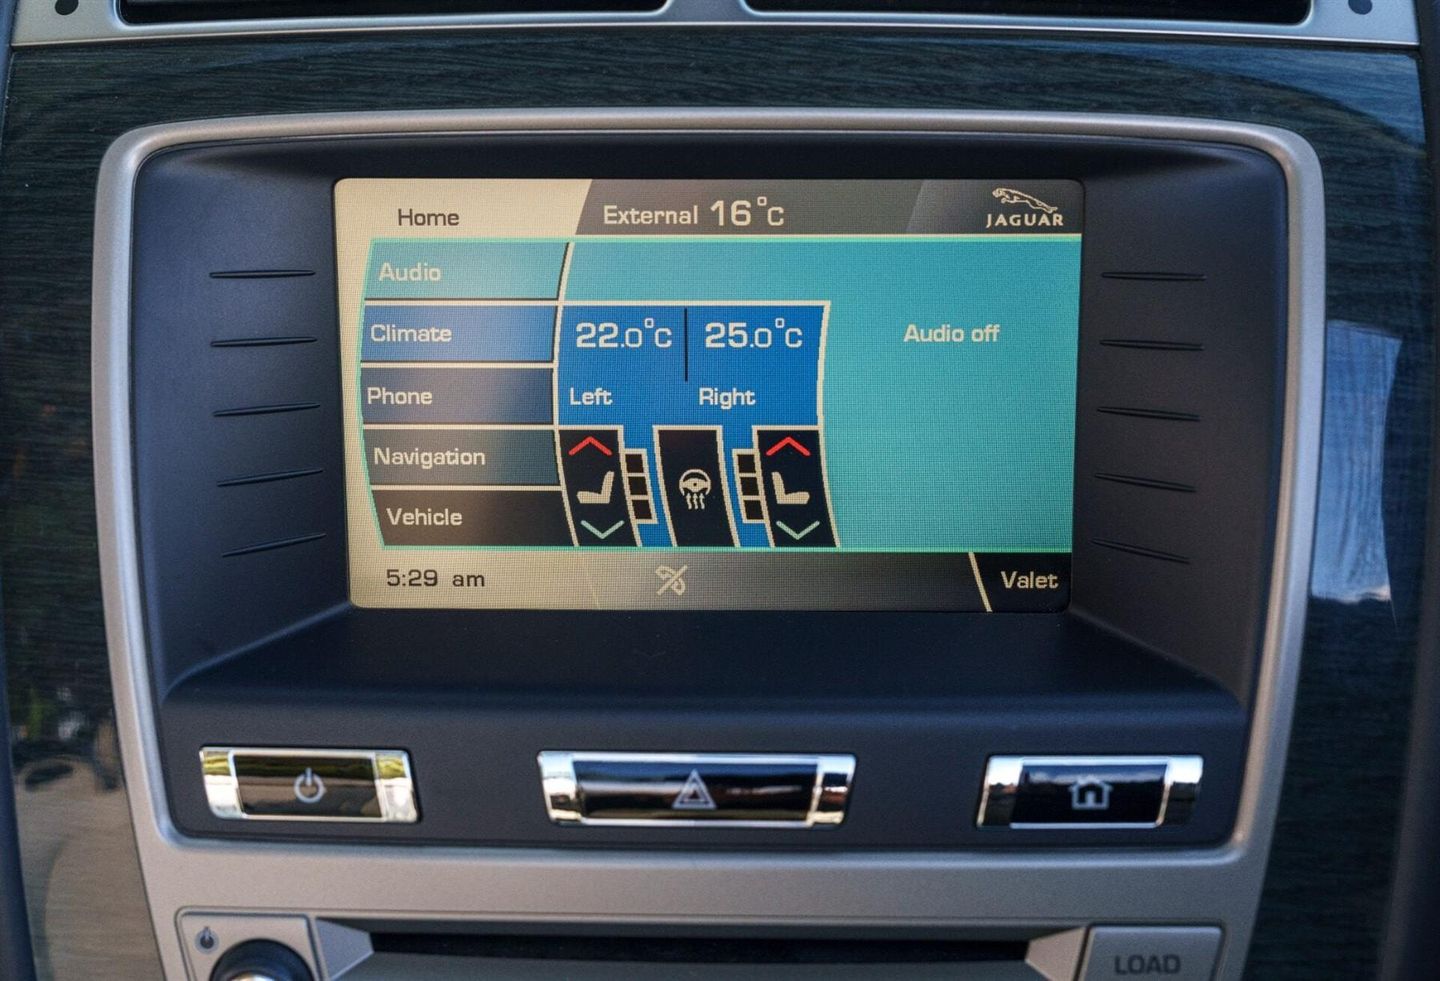 Home
External 16°C
JAGUAR
Audio
Climate
22.0°C
25.0°C
Audio off
Phone
Left
Right
Navigation
Vehicle
5:29 am
Valet
LOAD